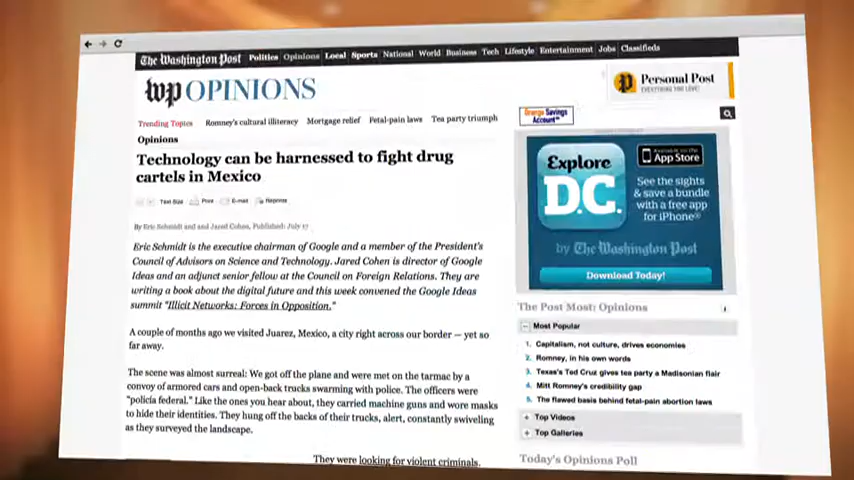 The Washington Post Politics Opinions Local Sports National World Business Tech Lifestyle Entertainment Jobs Classifieds
wp OPINIONS
Personal Post
EVERYTHING YOU LOVE!
Trending Topics Romney's cultural illiteracy Mortgage relief Fetal-pain laws Tea party triumph
Orange Savings
Account
Opinions
Technology can be harnessed to fight drug
cartels in Mexico
Text Size Print E-mail Reprints
By Eric Schmidt and and Jared Cohen, Published: July 17
Eric Schmidt is the executive chairman of Google and a member of the President's
Council of Advisors on Science and Technology. Jared Cohen is director of Google
Ideas and an adjunct senior fellow at the Council on Foreign Relations. They are
writing a book about the digital future and this week convened the Google Ideas
summit "Illicit Networks: Forces in Opposition."
A couple of months ago we visited Juarez, Mexico, a city right across our border — yet so
far away.
The scene was almost surreal: We got off the plane and were met on the tarmac by a
convoy of armored cars and open-back trucks swarming with police. The officers were
"policia federal." Like the ones you hear about, they carried machine guns and wore masks
to hide their identities. They hung off the backs of their trucks, alert, constantly swiveling
as they surveyed the landscape.
They were looking for violent criminals.
Explore
D.C.
App Store
See the sights
& save a bundle
with a free app
for iPhone®
by The Washington Post
Download Today!
The Post Most: Opinions
Most Popular
1. Capitalism, not culture, drives economies
2. Romney, in his own words
3. Texas's Ted Cruz gives tea party a Madisonian flair
4. Mitt Romney's credibility gap
5. The flawed basis behind fetal-pain abortion laws
Top Videos
Top Galleries
Today's Opinions Poll